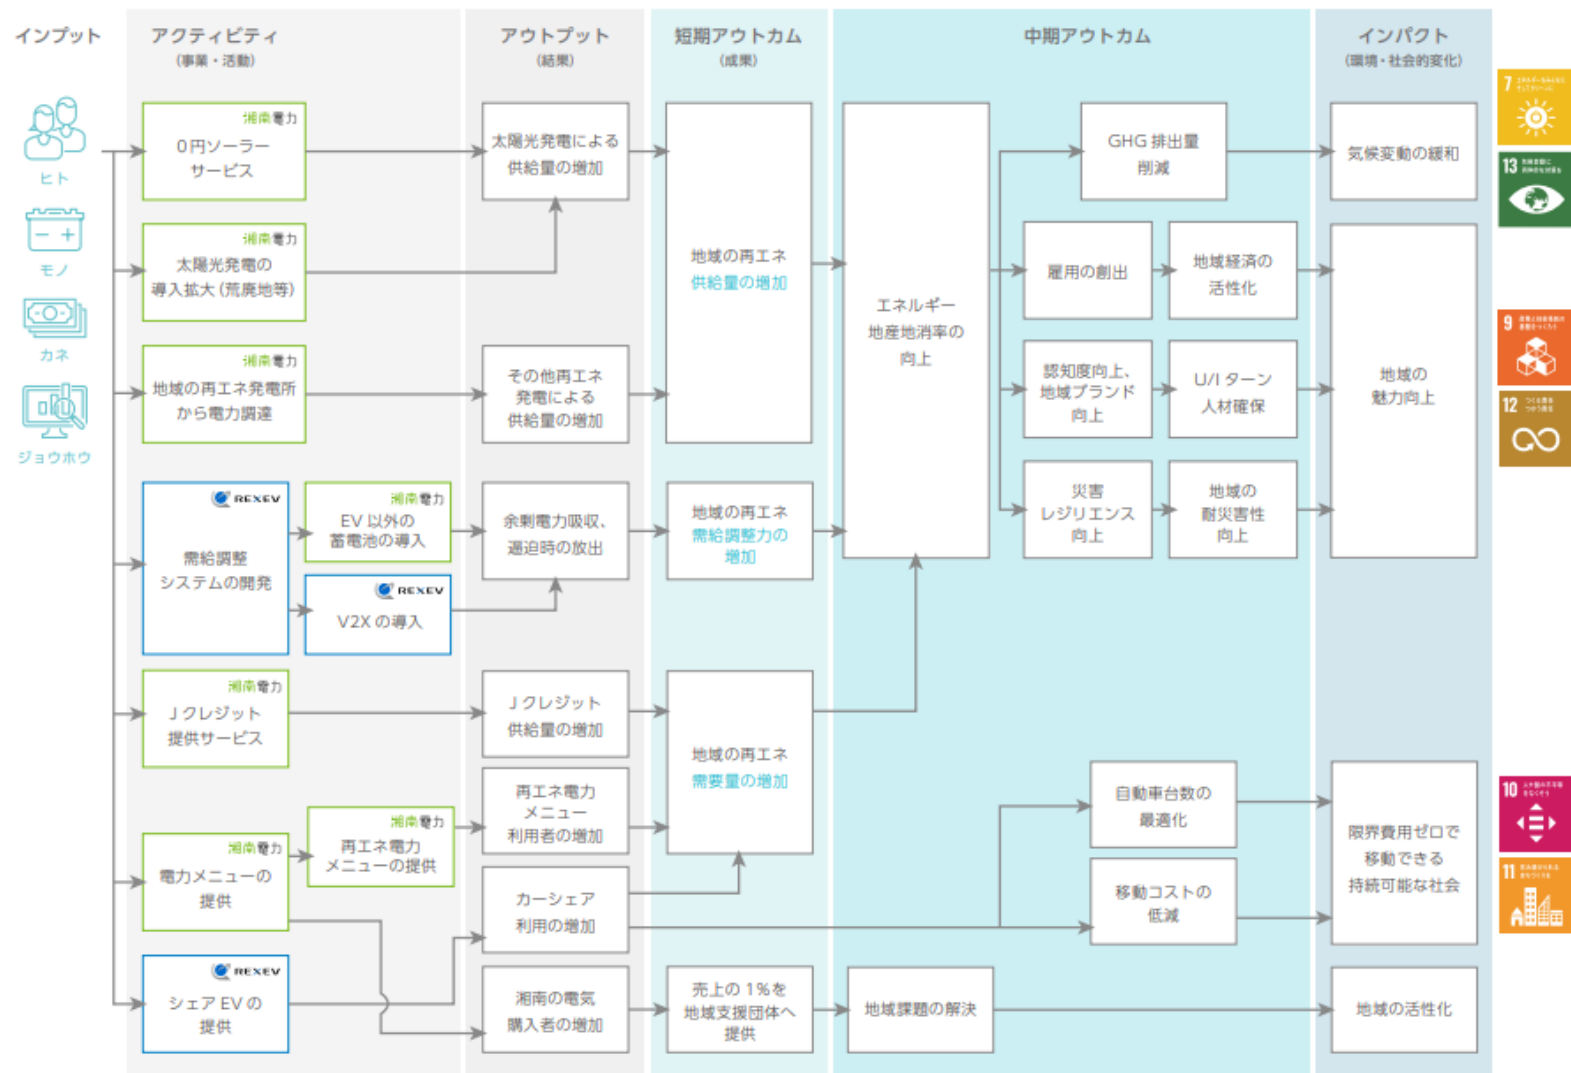 インプット
アクティビティ
(事業・活動)
アウトプット
(結果)
短期アウトカム
(成果)
中期アウトカム
インパクト
(環境・社会的変化)
ヒト
モノ
カネ
ジョウホウ
湘南電力
0円ソーラー
サービス
湘南電力
太陽光発電の
導入拡大(荒廃地等)
湘南電力
地域の再エネ発電所
から電力調達
REXEV
需給調整
システムの開発
湘南電力
EV以外の
蓄電池の導入
REXEV
V2Xの導入
湘南電力
Jクレジット
提供サービス
湘南電力
電力メニューの
提供
湘南電力
再エネ電力
メニューの提供
REXEV
シェアEVの
提供
太陽光発電による
供給量の増加
その他再エネ
発電による
供給量の増加
余剰電力吸収、
逼迫時の放出
Jクレジット
供給量の増加
再エネ電力
メニュー
利用者の増加
カーシェア
利用の増加
湘南の電気
購入者の増加
地域の再エネ
供給量の増加
地域の再エネ
需給調整力の
増加
地域の再エネ
需要量の増加
売上の1%を
地域支援団体へ
提供
エネルギー
地産地消率の
向上
GHG排出量
削減
雇用の創出
地域経済の
活性化
認知度向上、
地域ブランド
向上
U/Iターン
人材確保
災害
レジリエンス
向上
地域の
耐災害性
向上
自動車台数の
最適化
移動コストの
低減
地域課題の解決
気候変動の緩和
地域の
魅力向上
限界費用ゼロで
移動できる
持続可能な社会
地域の活性化
7
13
9
12
10
11